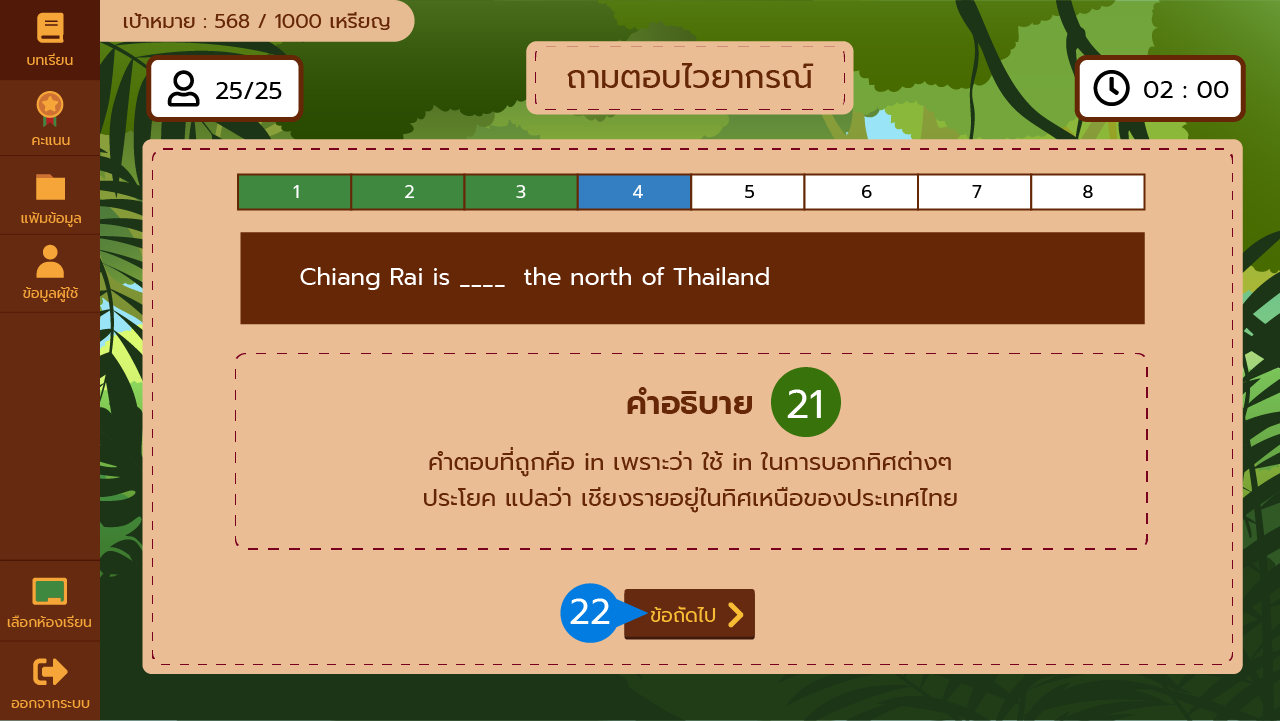 เป้าหมาย : 568 / 1000 เหรียญ
บทเรียน
คะแนน
แฟ้มข้อมูล
ข้อมูลผู้ใช้
เลือกห้องเรียน
ออกจากระบบ
25/25
ถามตอบไวยากรณ์
02 : 00
1 2 3 4 5 6 7 8
Chiang Rai is ____ the north of Thailand
คำอธิบาย 21
คำตอบที่ถูกคือ in เพราะว่า ใช้ in ในการบอกทิศต่างๆ
ประโยค แปลว่า เชียงรายอยู่ในทิศเหนือของประเทศไทย
22 ข้อถัดไป